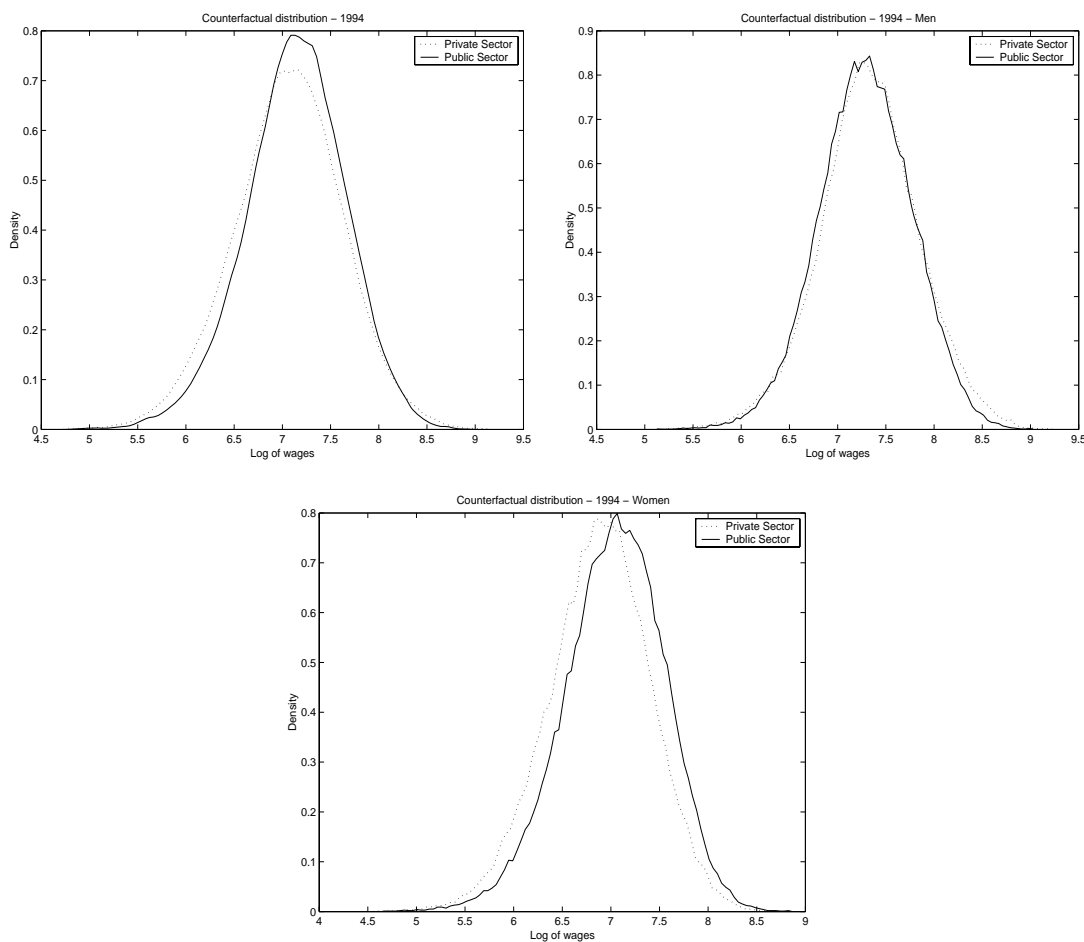 Counterfactual distribution – 1994
Private Sector
Public Sector
0.8
0.7
0.6
0.5
0.4
0.3
0.2
0.1
0
Density
4.5 5 5.5 6 6.5 7 7.5 8 8.5 9 9.5
Log of wages
Counterfactual distribution – 1994 – Men
Private Sector
Public Sector
0.9
0.8
0.7
0.6
0.5
0.4
0.3
0.2
0.1
0
Density
4.5 5 5.5 6 6.5 7 7.5 8 8.5 9 9.5
Log of wages
Counterfactual distribution – 1994 – Women
Private Sector
Public Sector
0.8
0.7
0.6
0.5
0.4
0.3
0.2
0.1
0
Density
4 4.5 5 5.5 6 6.5 7 7.5 8 8.5 9
Log of wages